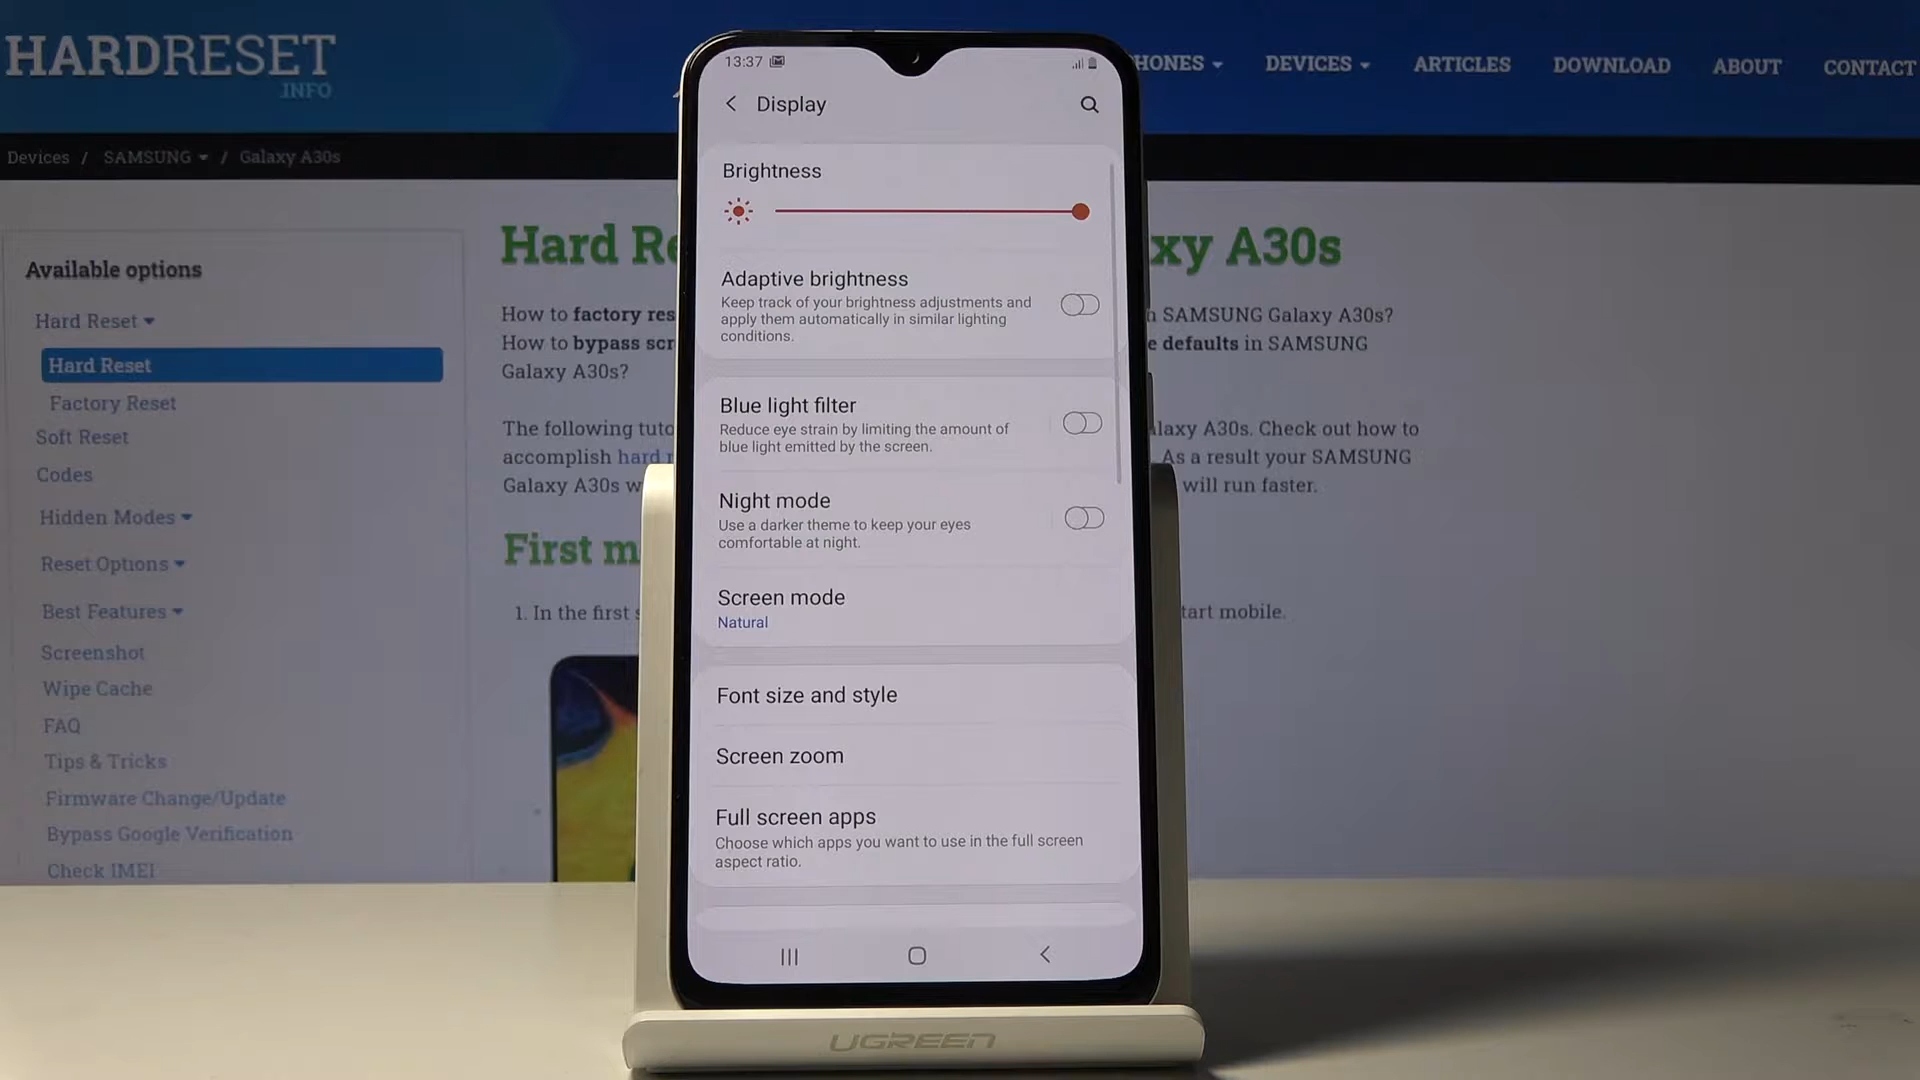 HARDRESET
.INFO
HONES
DEVICES
ARTICLES
DOWNLOAD
ABOUT
CONTACT
Devices / SAMSUNG / Galaxy A30s
Available options
Hard Reset
Hard Reset
Factory Reset
Soft Reset
Codes
Hidden Modes
Reset Options
Best Features
Screenshot
Wipe Cache
FAQ
Tips & Tricks
Firmware Change/Update
Bypass Google Verification
Check IMEI
Hard Re
xy A30s
How to factory res
n SAMSUNG Galaxy A30s?
How to bypass scr
e defaults in SAMSUNG
Galaxy A30s?
The following tuto
laxy A30s. Check out how to
accomplish hard r
As a result your SAMSUNG
Galaxy A30s w
will run faster.
First m
1. In the first s
tart mobile.
13:37
Display
Brightness
Adaptive brightness
Keep track of your brightness adjustments and
apply them automatically in similar lighting
conditions.
Blue light filter
Reduce eye strain by limiting the amount of
blue light emitted by the screen.
Night mode
Use a darker theme to keep your eyes
comfortable at night.
Screen mode
Natural
Font size and style
Screen zoom
Full screen apps
Choose which apps you want to use in the full screen
aspect ratio.
UGREEN